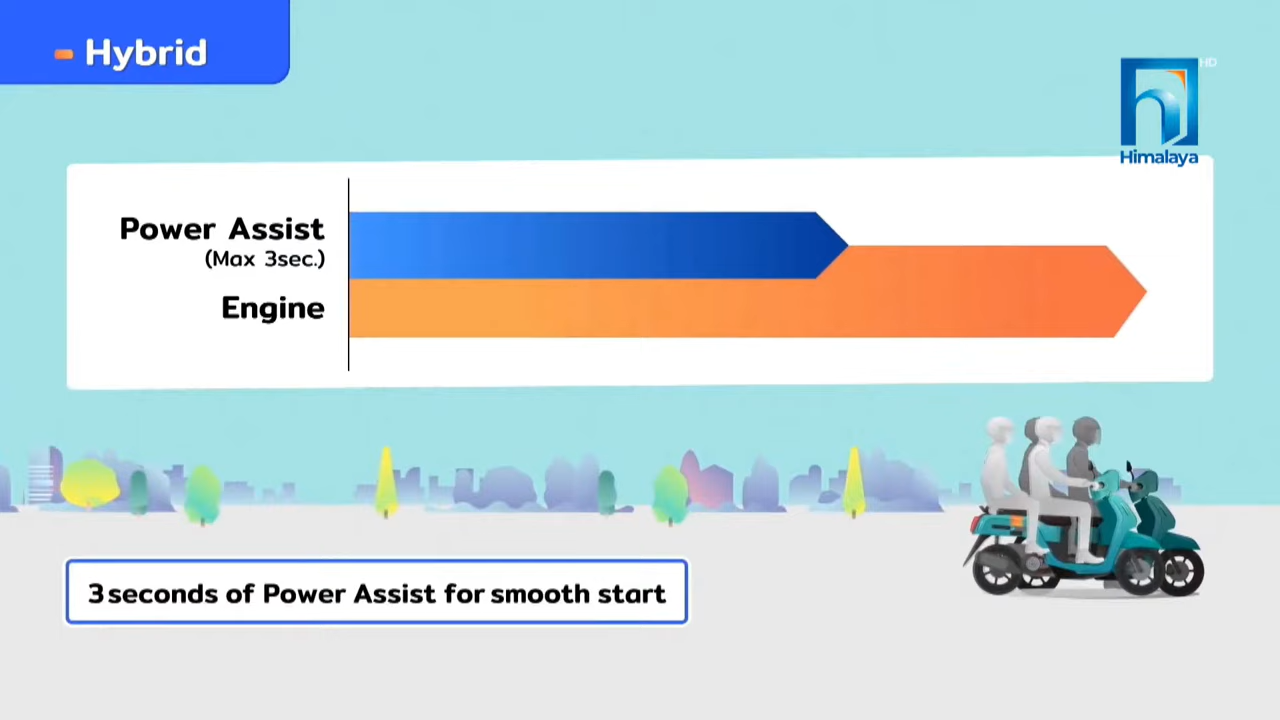 Hybrid
HD
Himalaya
Power Assist
(Max 3sec.)
Engine
3 seconds of Power Assist for smooth start